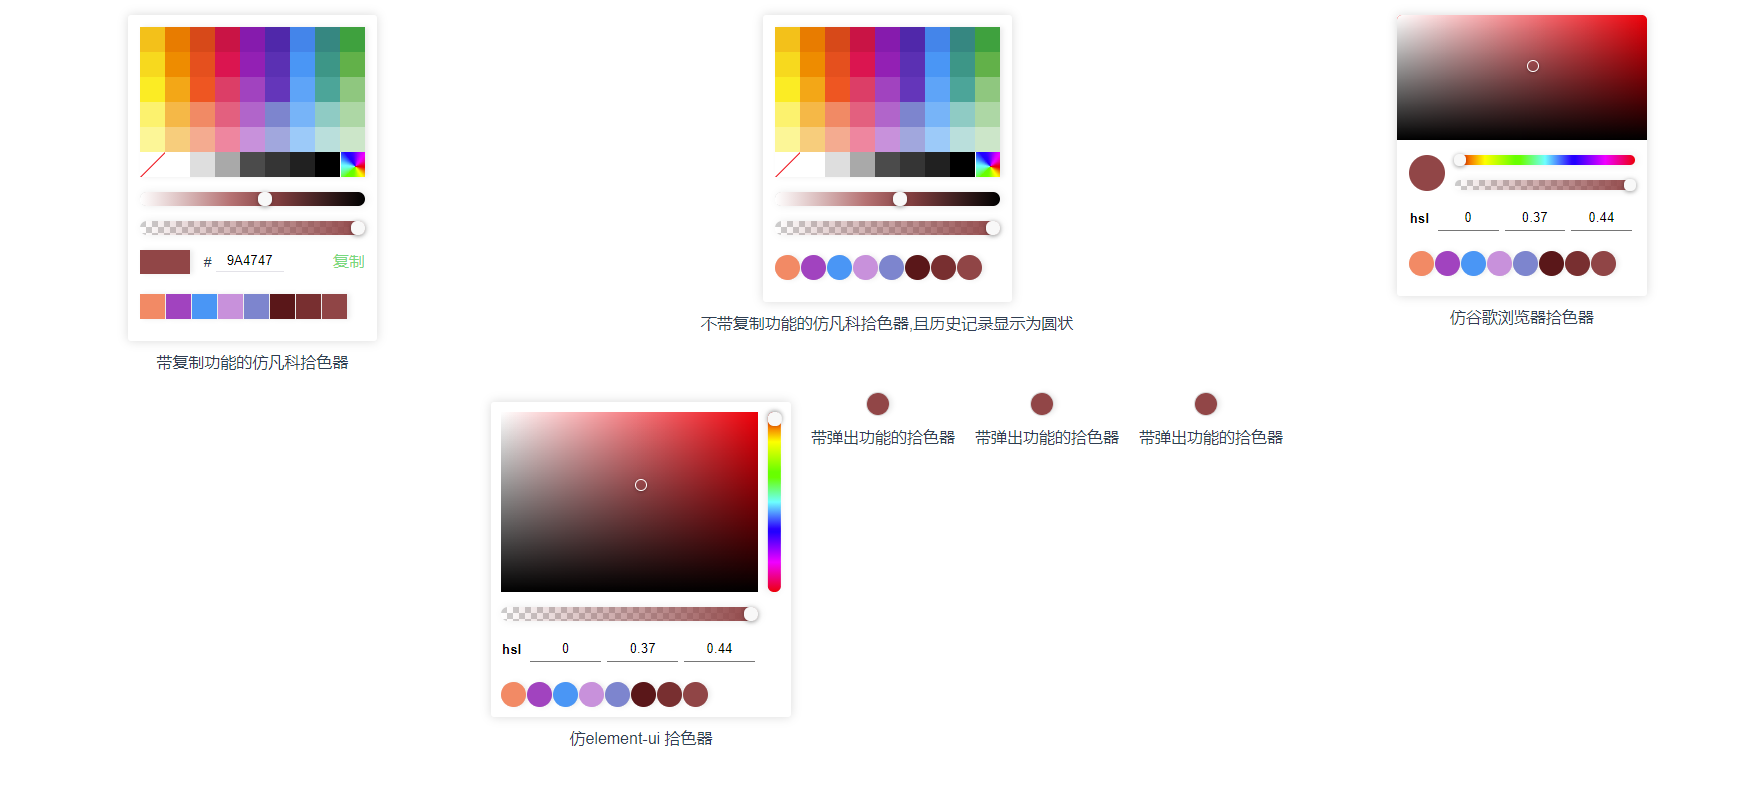 # 9A4747 复制
带复制功能的仿凡科拾色器
不带复制功能的仿凡科拾色器,且历史记录显示为圆状
hsl 0 0.37 0.44
仿谷歌浏览器拾色器
hsl 0 0.37 0.44
仿element-ui 拾色器
带弹出功能的拾色器
带弹出功能的拾色器
带弹出功能的拾色器